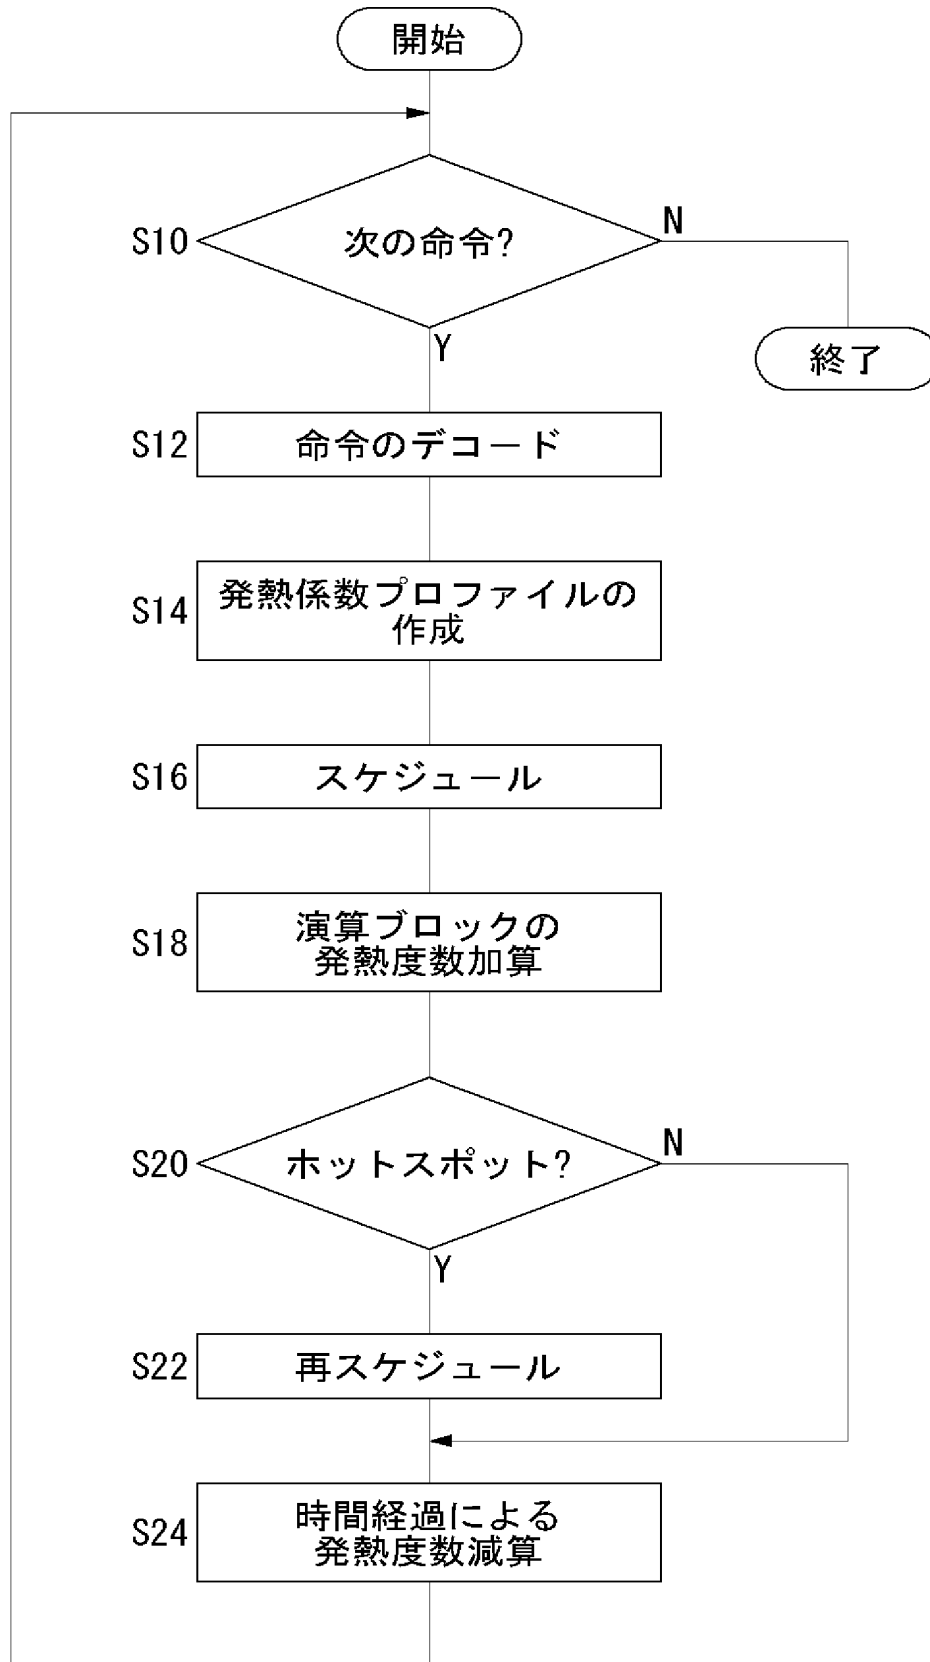 開始
S10
次の命令?
N
Y
終了
S12
命令のデコード
S14
発熱係数プロファイルの
作成
S16
スケジュール
S18
演算ブロックの
発熱度数加算
S20
ホットスポット?
N
Y
S22
再スケジュール
S24
時間経過による
発熱度数減算